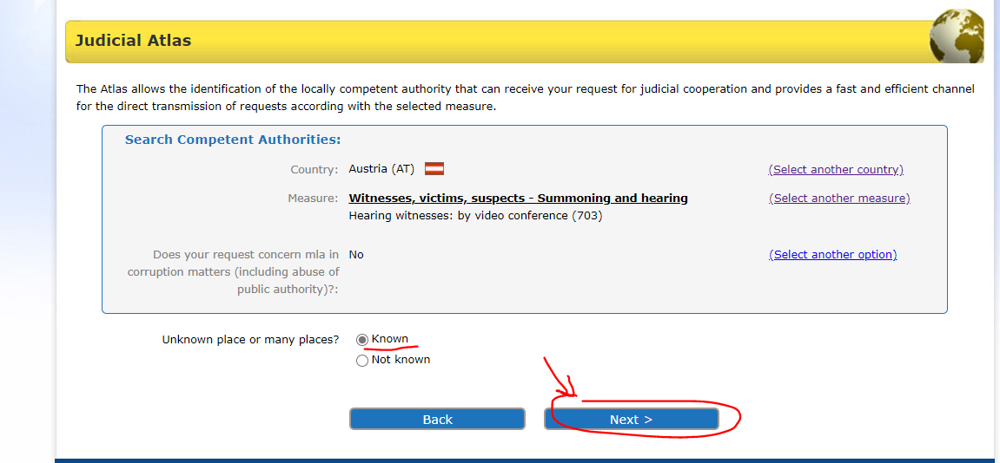 Judicial Atlas
The Atlas allows the identification of the locally competent authority that can receive your request for judicial cooperation and provides a fast and efficient channel
for the direct transmission of requests according with the selected measure.
Search Competent Authorities:
Country: Austria (AT) (Select another country)
Measure: Witnesses, victims, suspects - Summoning and hearing (Select another measure)
Hearing witnesses: by video conference (703)
Does your request concern mla in No (Select another option)
corruption matters (including abuse of
public authority)?:
Unknown place or many places? Known
Not known
Back Next >